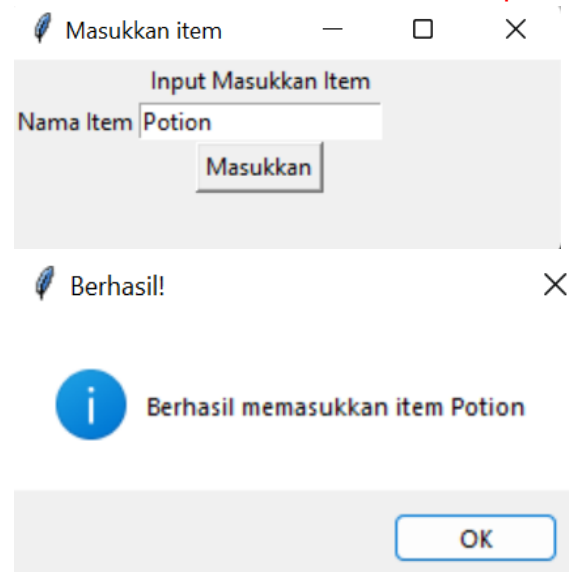 Masukkan item
Input Masukkan Item
Nama Item Potion
Masukkan
Berhasil!
Berhasil memasukkan item Potion
OK